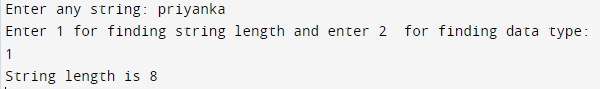 Enter any string: priyanka
Enter 1 for finding string length and enter 2  for finding data type:
1
String length is 8